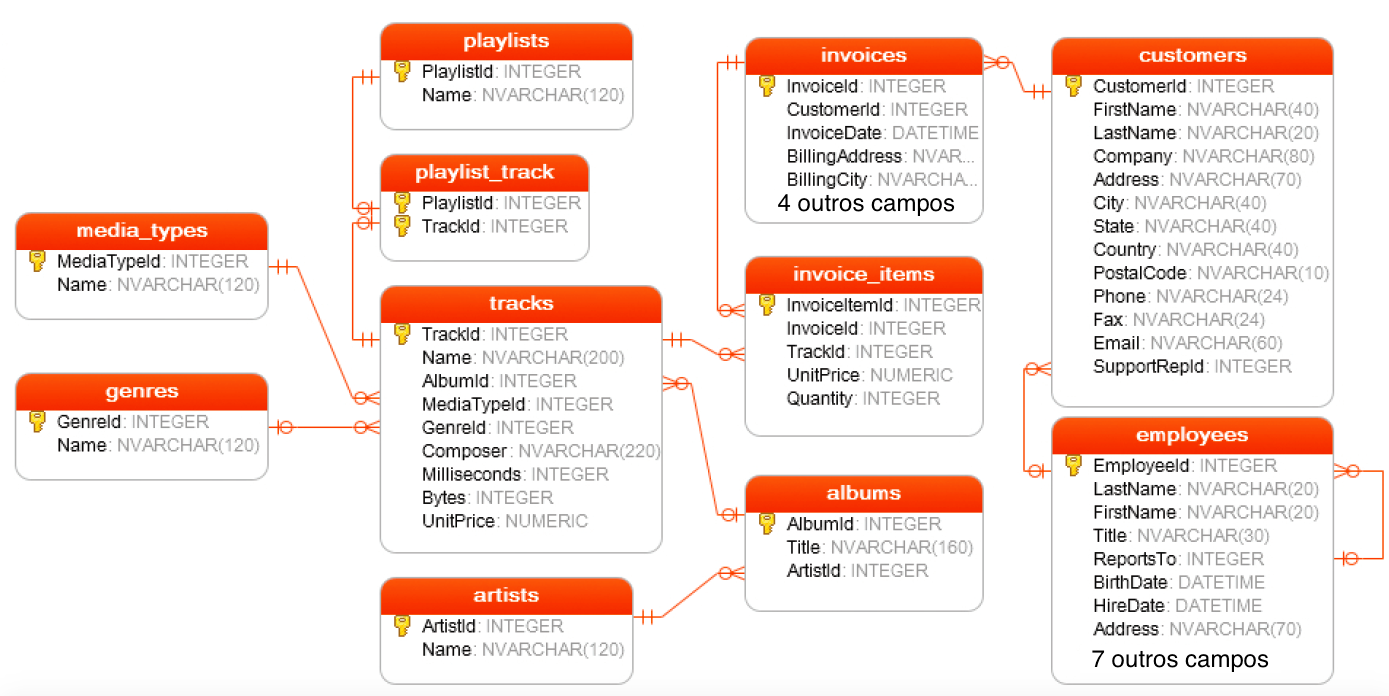 playlists
PlaylistId: INTEGER
Name: NVARCHAR(120)
playlist_track
PlaylistId: INTEGER
TrackId: INTEGER
media_types
MediaTypeId: INTEGER
Name: NVARCHAR(120)
genres
GenreId: INTEGER
Name: NVARCHAR(120)
tracks
TrackId: INTEGER
Name: NVARCHAR(200)
AlbumId: INTEGER
MediaTypeId: INTEGER
GenreId: INTEGER
Composer: NVARCHAR(220)
Milliseconds: INTEGER
Bytes: INTEGER
UnitPrice: NUMERIC
artists
ArtistId: INTEGER
Name: NVARCHAR(120)
invoices
InvoiceId: INTEGER
CustomerId: INTEGER
InvoiceDate: DATETIME
BillingAddress: NVAR...
BillingCity: NVARCHA...
4 outros campos
invoice_items
InvoiceItemId: INTEGER
InvoiceId: INTEGER
TrackId: INTEGER
UnitPrice: NUMERIC
Quantity: INTEGER
albums
AlbumId: INTEGER
Title: NVARCHAR(160)
ArtistId: INTEGER
customers
CustomerId: INTEGER
FirstName: NVARCHAR(40)
LastName: NVARCHAR(20)
Company: NVARCHAR(80)
Address: NVARCHAR(70)
City: NVARCHAR(40)
State: NVARCHAR(40)
Country: NVARCHAR(40)
PostalCode: NVARCHAR(10)
Phone: NVARCHAR(24)
Fax: NVARCHAR(24)
Email: NVARCHAR(60)
SupportRepId: INTEGER
employees
EmployeeId: INTEGER
LastName: NVARCHAR(20)
FirstName: NVARCHAR(20)
Title: NVARCHAR(30)
ReportsTo: INTEGER
BirthDate: DATETIME
HireDate: DATETIME
Address: NVARCHAR(70)
7 outros campos